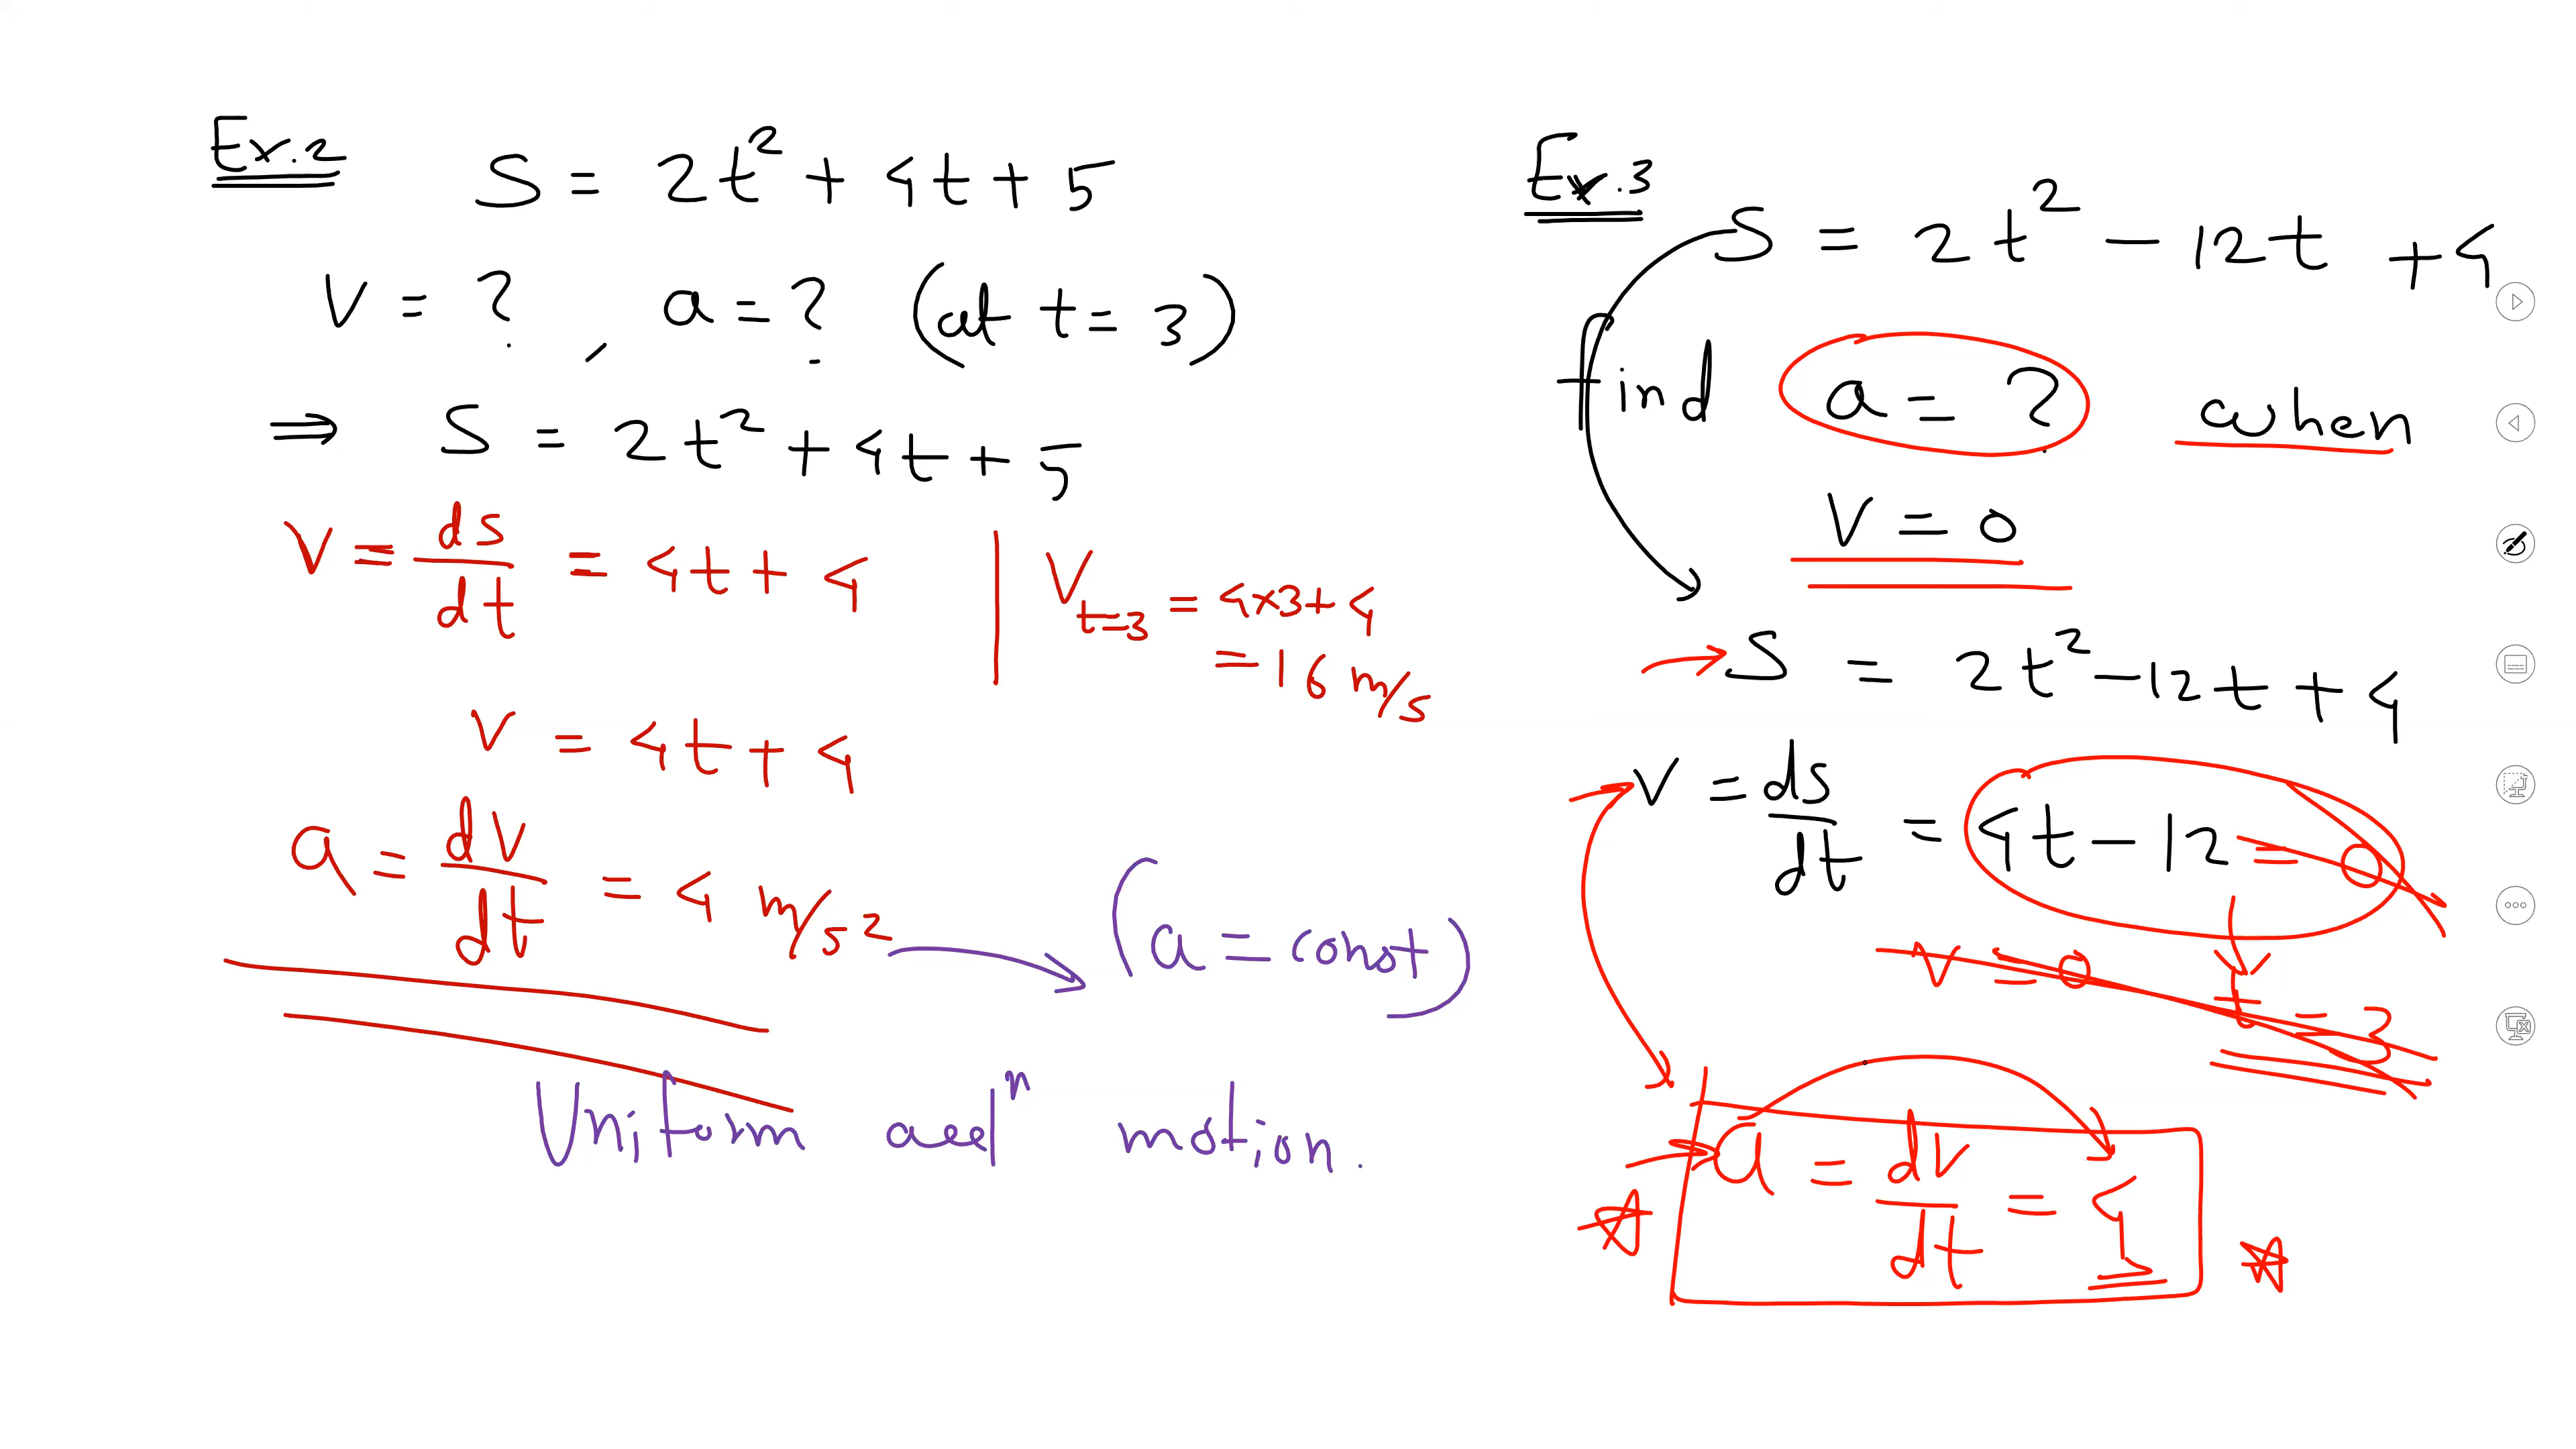 Ex.2
S = 2t² + 4t + 5
V = ? , a = ? (at t = 3)
⇒ S = 2t² + 4t + 5
V = ds/dt = 4t + 4
V t=3 = 4×3+4
= 16 m/s
V = 4t + 4
a = dv/dt = 4 m/s²
(a = const)
Uniform accⁿ motion.
Ex.3
S = 2t² − 12t + 4
find a = ? when
V = 0
→ S = 2t² − 12t + 4
→ V = ds/dt = 4t − 12 = 0
V = 0
t = 3
a = dv/dt = 4